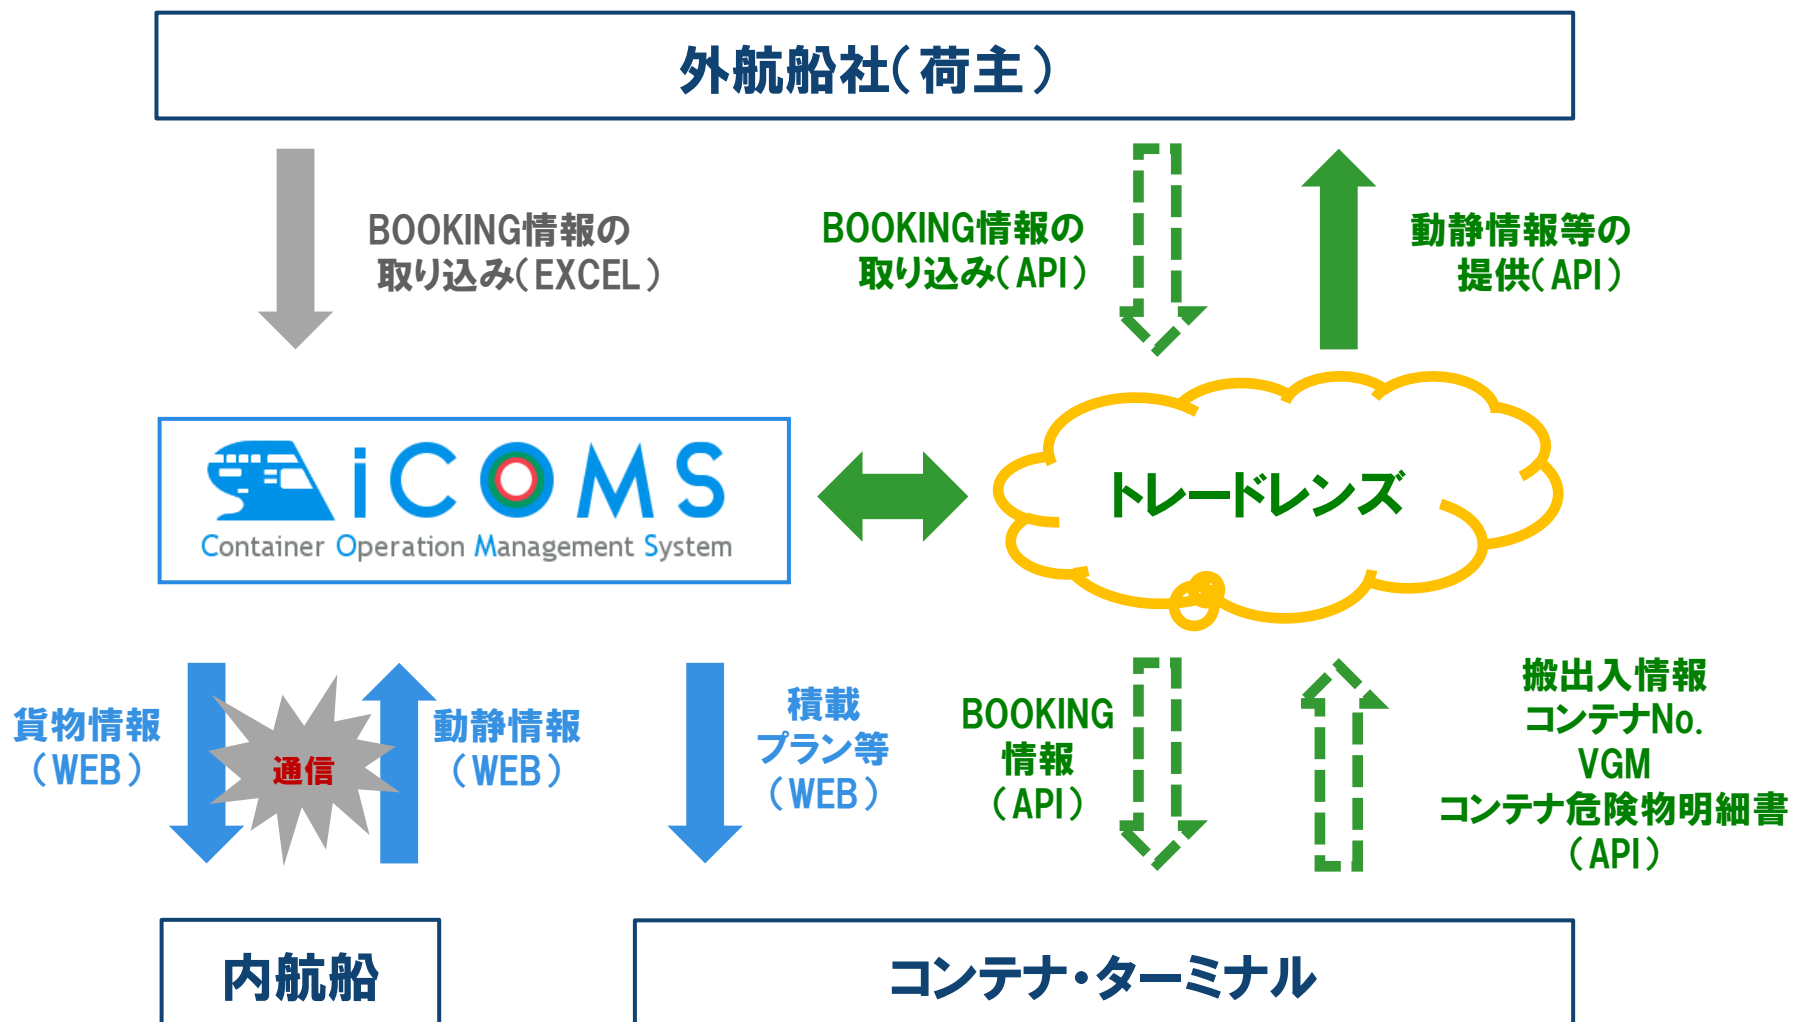 外航船社(荷主)
BOOKING情報の
取り込み(EXCEL)
BOOKING情報の
取り込み(API)
動静情報等の
提供(API)
iCOMS
Container Operation Management System
トレードレンズ
貨物情報
(WEB)
通信
動静情報
(WEB)
積載
プラン等
(WEB)
BOOKING
情報
(API)
搬出入情報
コンテナNo.
VGM
コンテナ危険物明細書
(API)
内航船
コンテナ・ターミナル